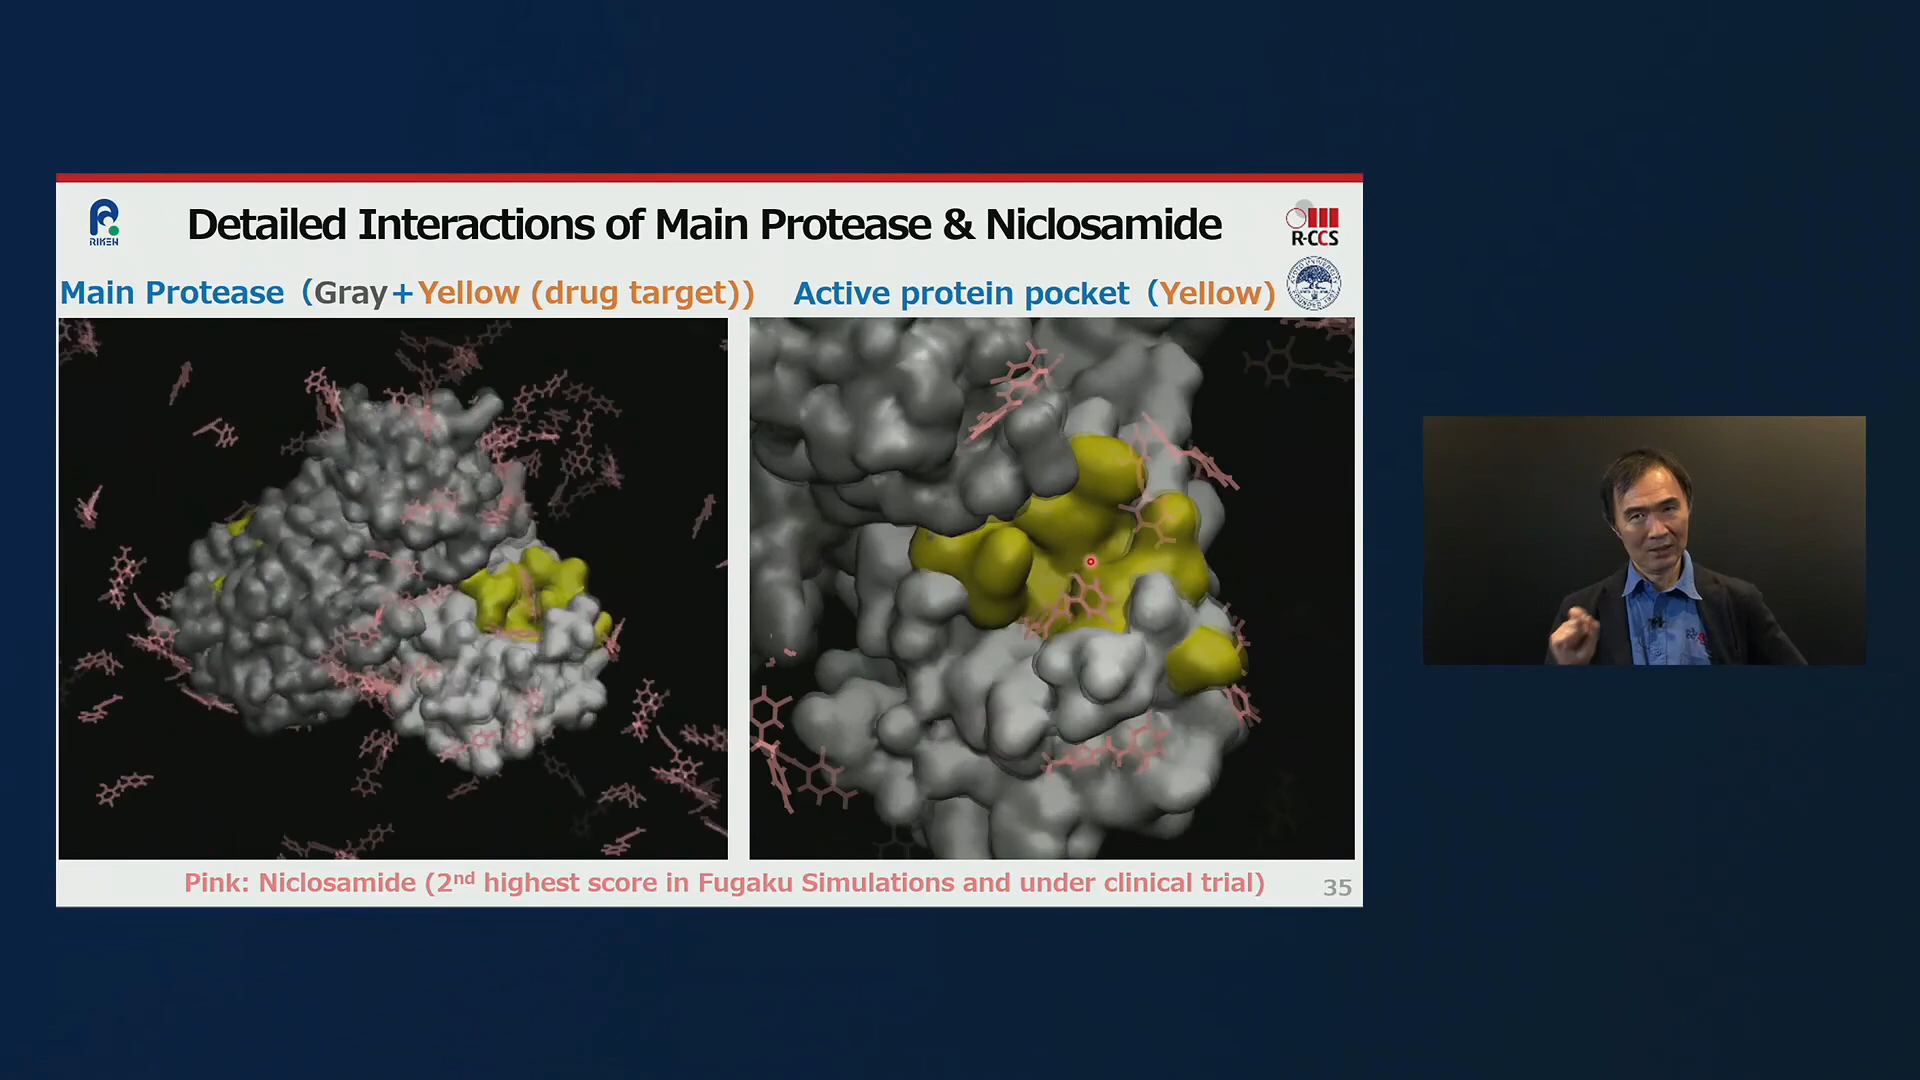 RIKEN
Detailed Interactions of Main Protease & Niclosamide
R-CCS
Main Protease（Gray+Yellow (drug target)）
Active protein pocket（Yellow）
Pink: Niclosamide (2nd highest score in Fugaku Simulations and under clinical trial)
35